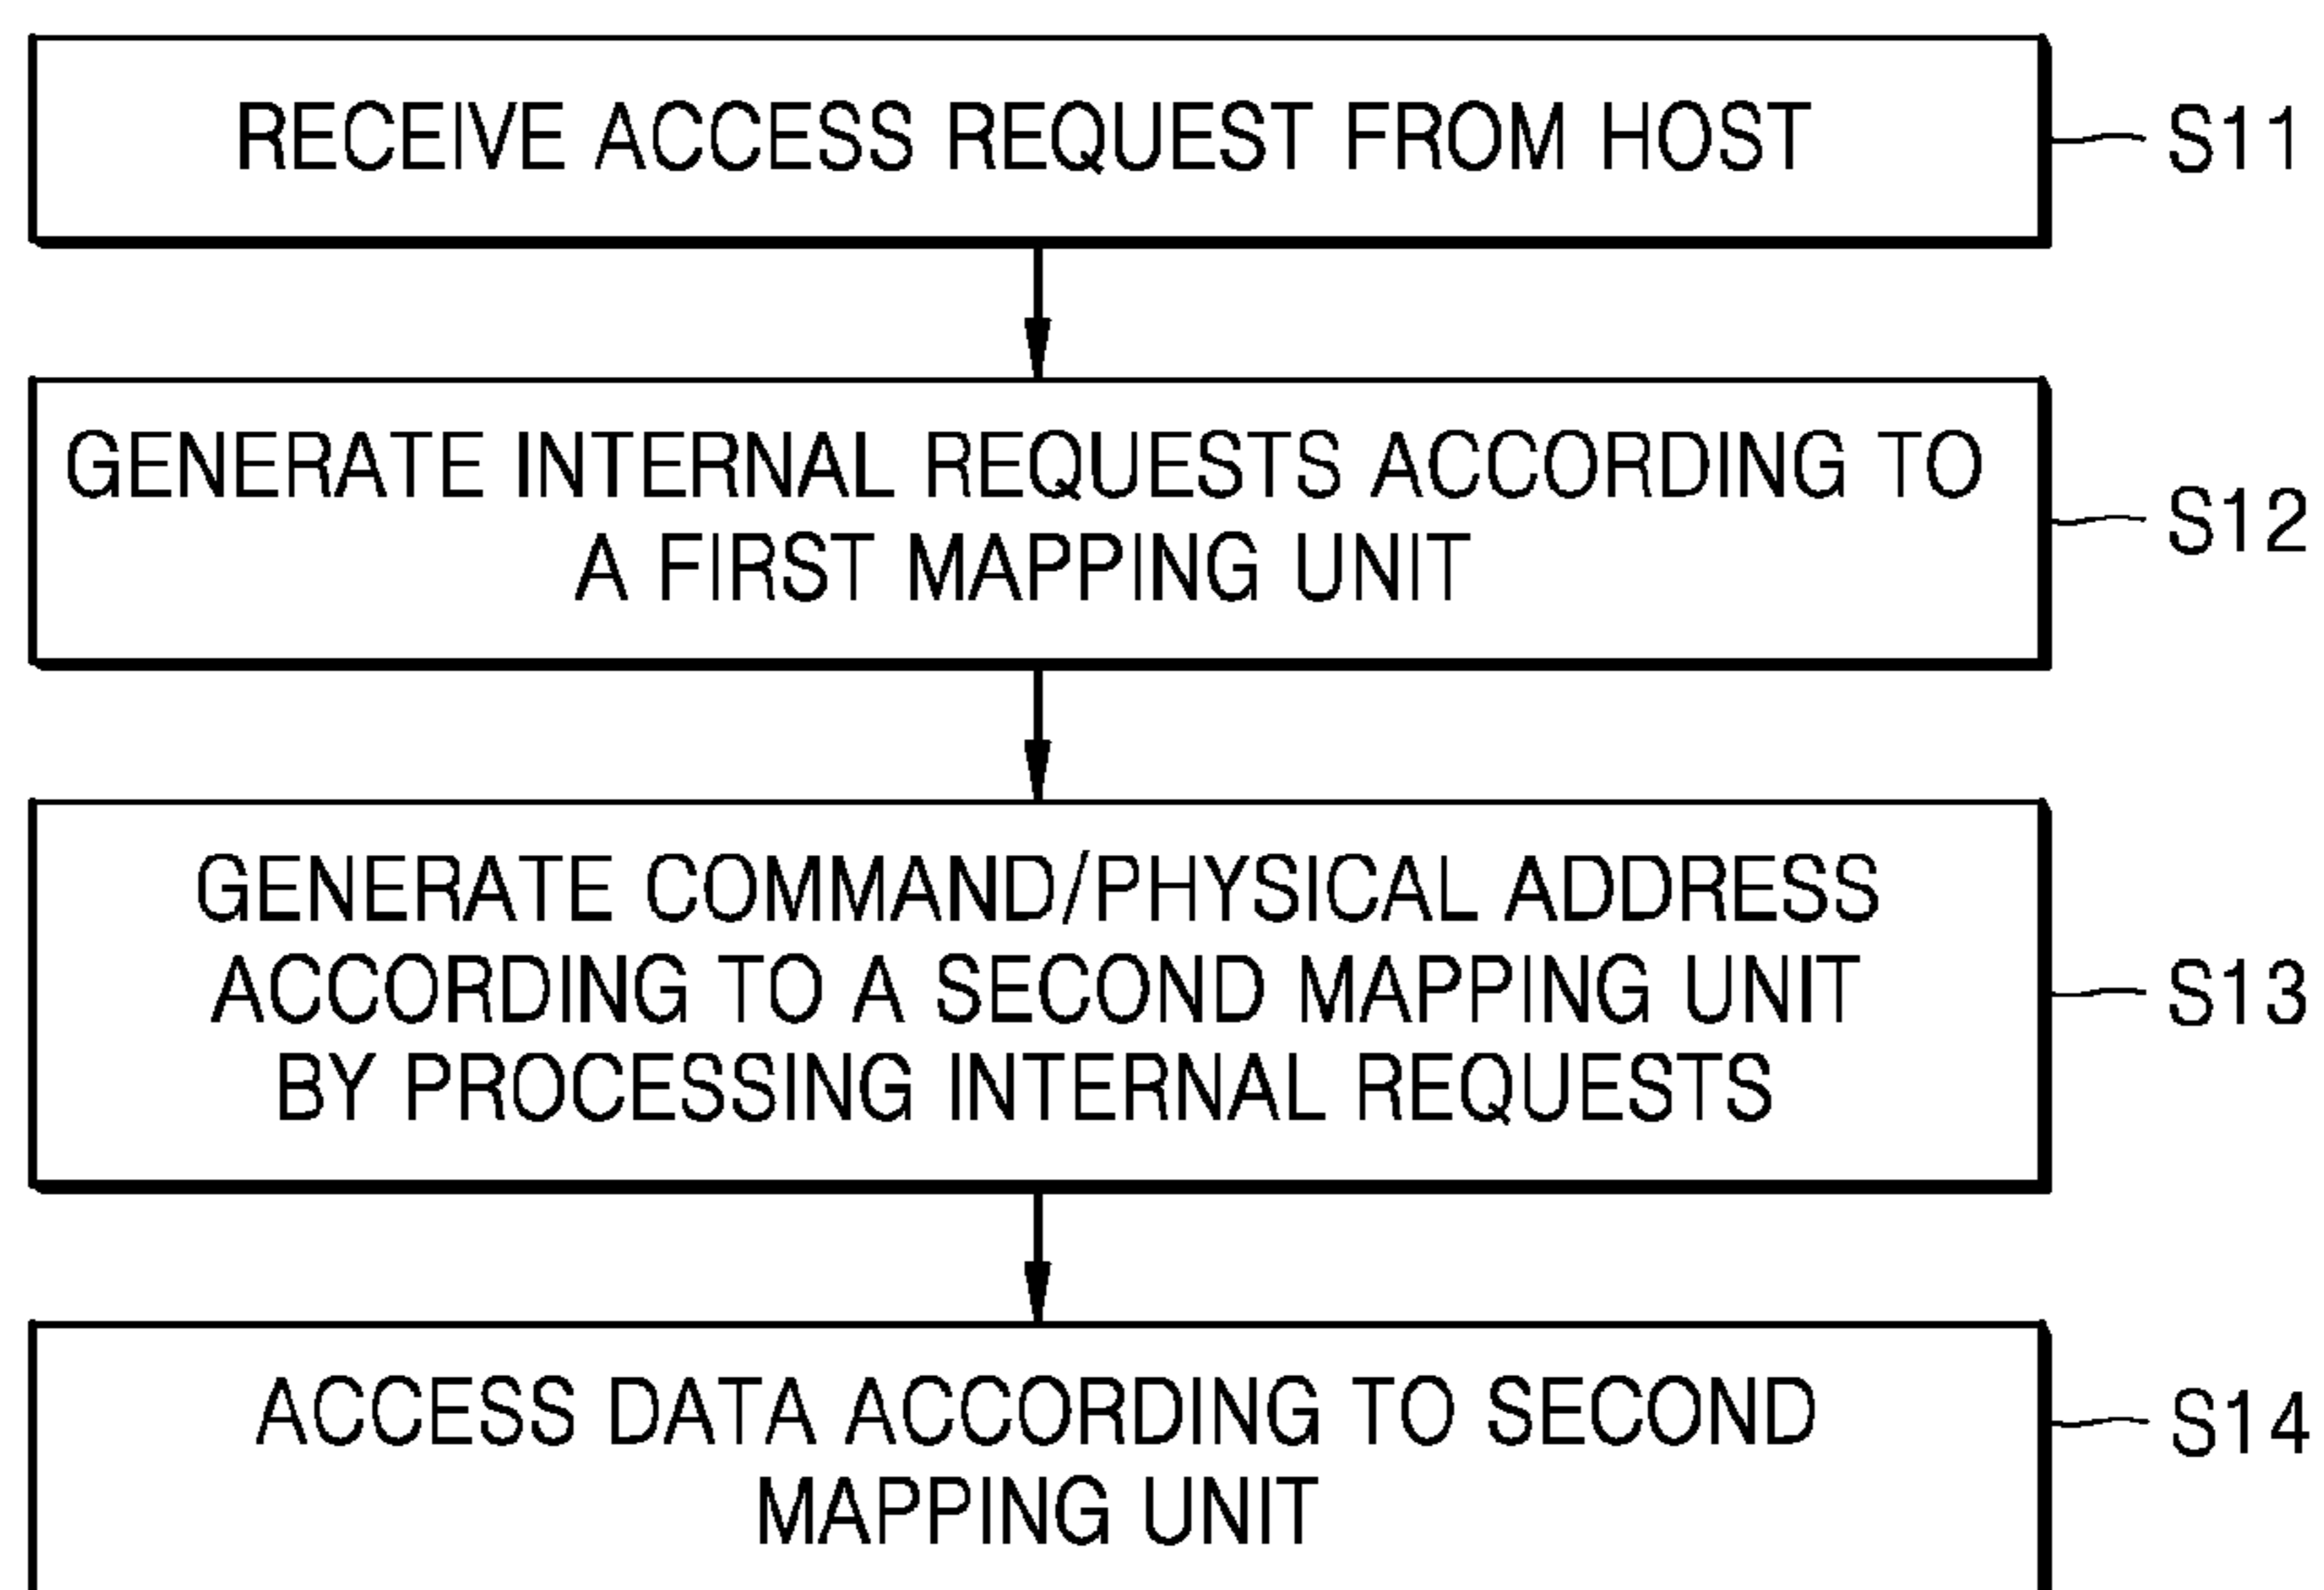 RECEIVE ACCESS REQUEST FROM HOST
S11
GENERATE INTERNAL REQUESTS ACCORDING TO
A FIRST MAPPING UNIT
S12
GENERATE COMMAND/PHYSICAL ADDRESS
ACCORDING TO A SECOND MAPPING UNIT
BY PROCESSING INTERNAL REQUESTS
S13
ACCESS DATA ACCORDING TO SECOND
MAPPING UNIT
S14